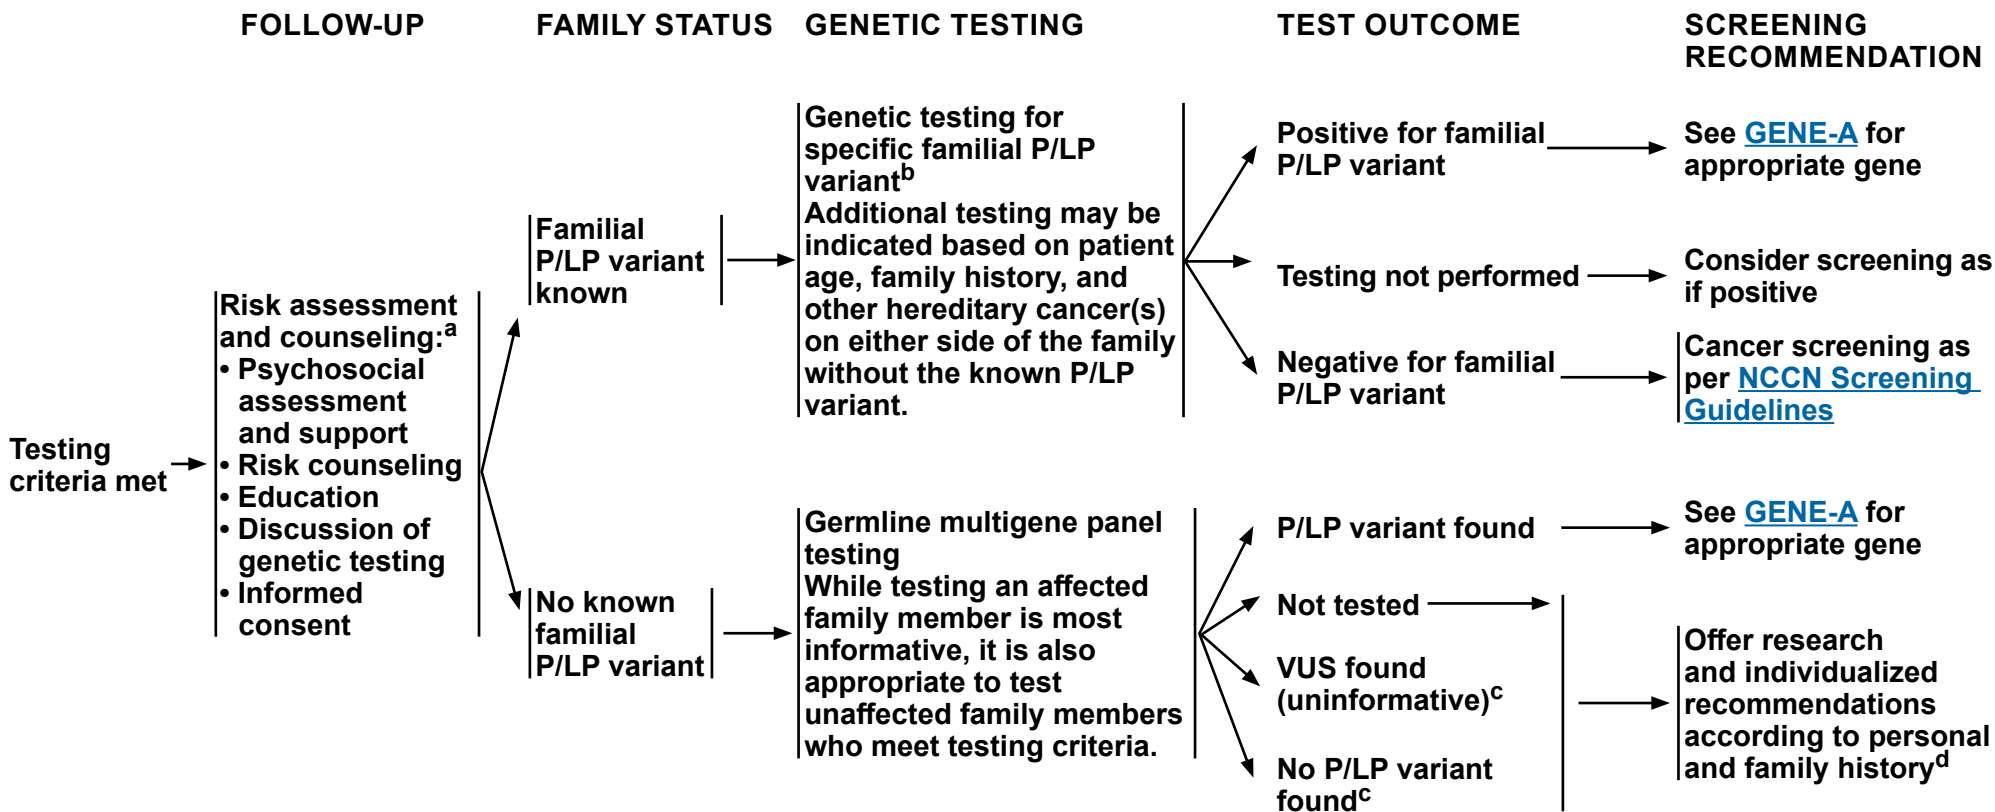 FOLLOW-UP
FAMILY STATUS
GENETIC TESTING
TEST OUTCOME
SCREENING
RECOMMENDATION
Testing
criteria met
Risk assessment
and counseling:a
• Psychosocial
assessment
and support
• Risk counseling
• Education
• Discussion of
genetic testing
• Informed
consent
Familial
P/LP variant
known
Genetic testing for
specific familial P/LP
variantb
Additional testing may be
indicated based on patient
age, family history, and
other hereditary cancer(s)
on either side of the family
without the known P/LP
variant.
Positive for familial
P/LP variant
See GENE-A for
appropriate gene
Testing not performed
Consider screening as
if positive
Negative for familial
P/LP variant
Cancer screening as
per NCCN Screening
Guidelines
No known
familial
P/LP variant
Germline multigene panel
testing
While testing an affected
family member is most
informative, it is also
appropriate to test
unaffected family members
who meet testing criteria.
P/LP variant found
See GENE-A for
appropriate gene
Not tested
VUS found
(uninformative)c
No P/LP variant
foundc
Offer research
and individualized
recommendations
according to personal
and family historyd